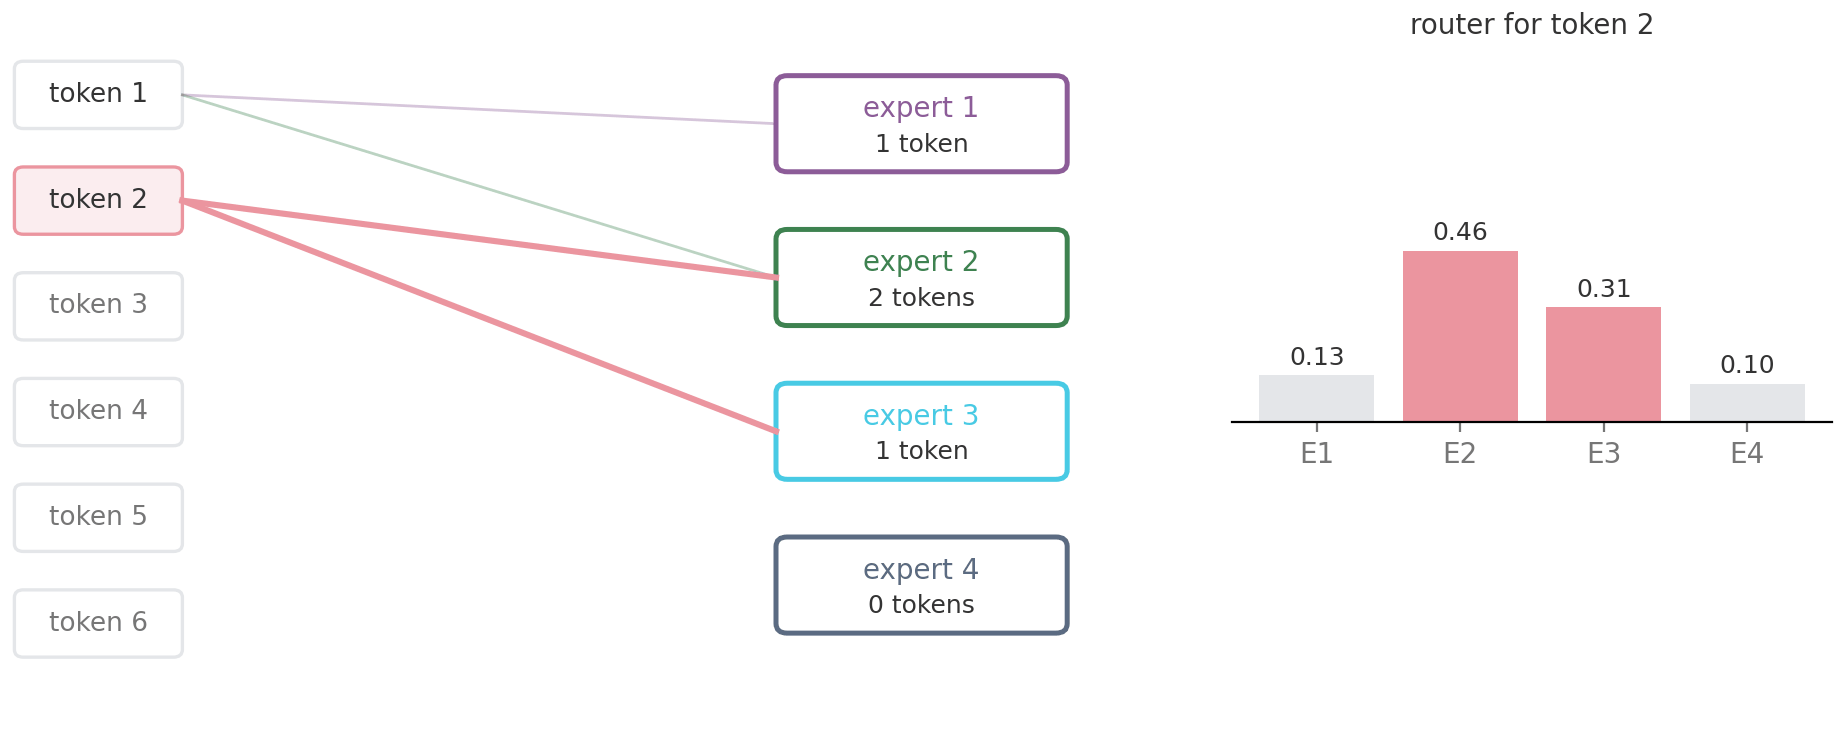 token 1
token 2
token 3
token 4
token 5
token 6
expert 1
1 token
expert 2
2 tokens
expert 3
1 token
expert 4
0 tokens
router for token 2
0.13
0.46
0.31
0.10
E1
E2
E3
E4